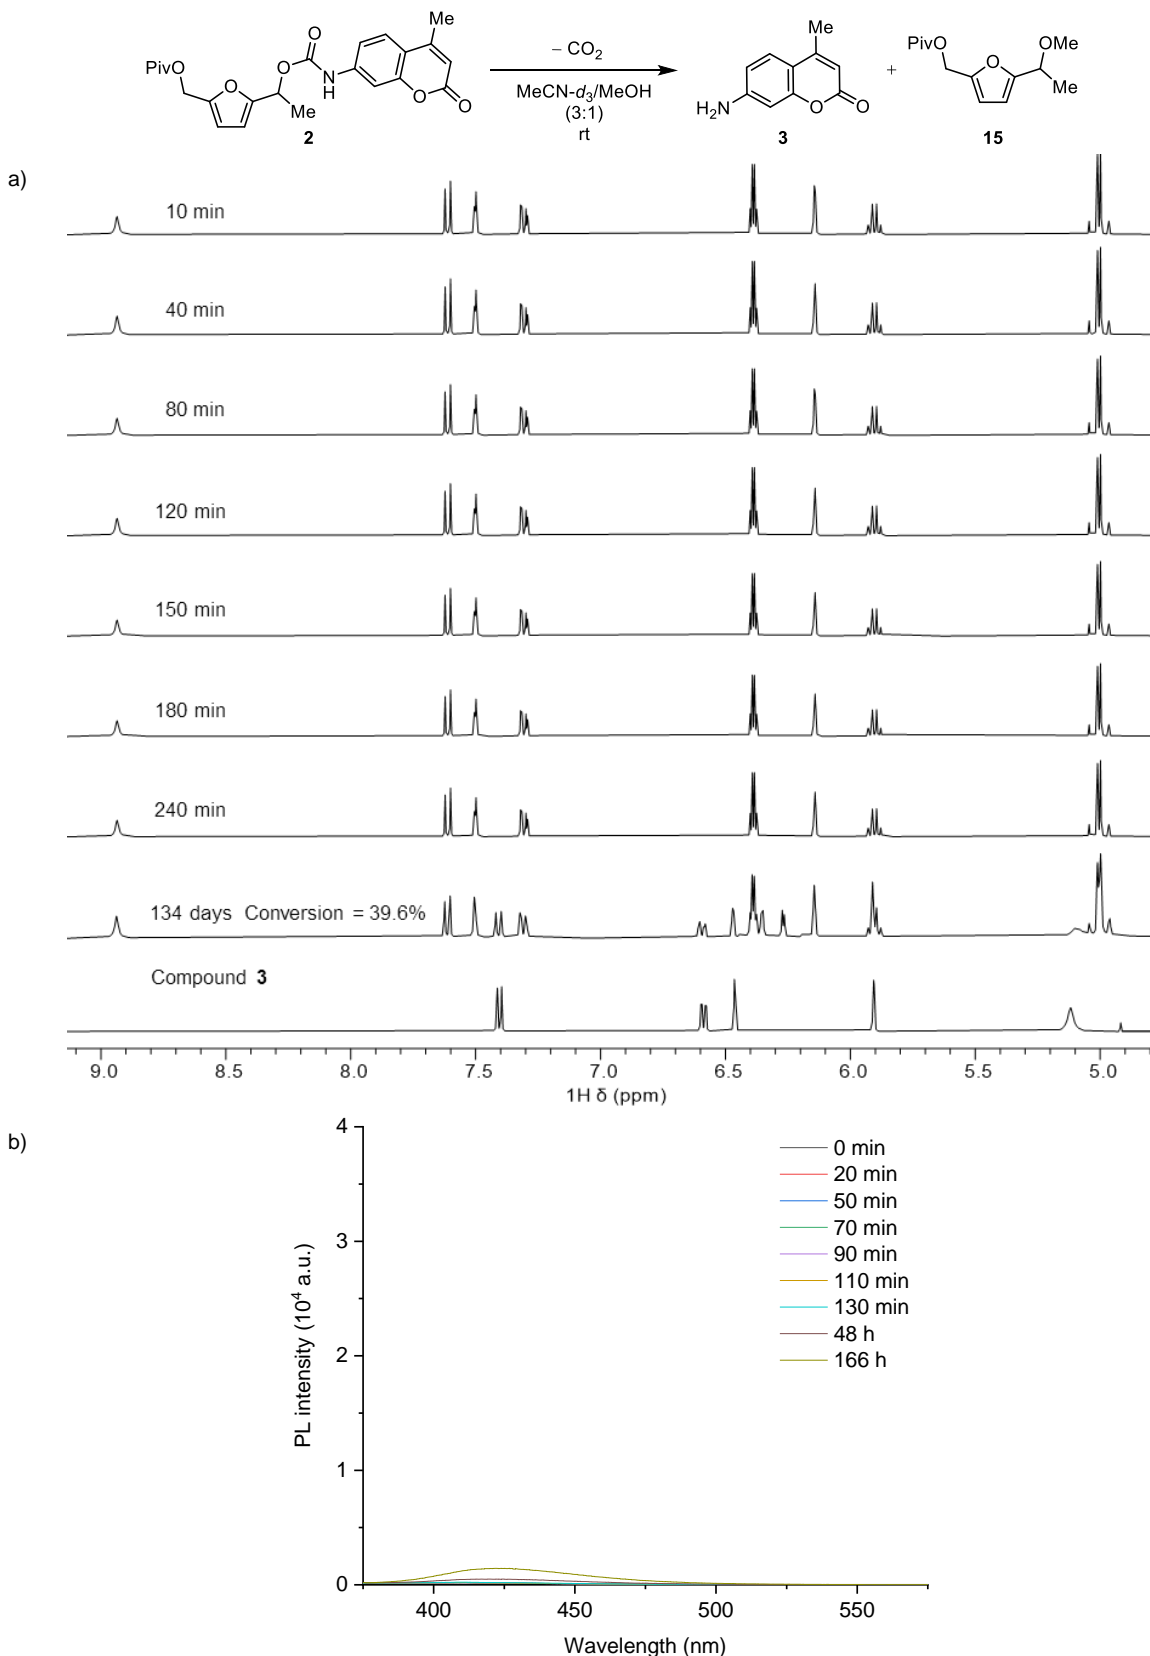 PivO
O
O
O
N
H
Me
Me
O
O
2
– CO2
MeCN-d3/MeOH
(3:1)
rt
Me
H2N
O
O
3
+
PivO
O
OMe
Me
15
a)
10 min
40 min
80 min
120 min
150 min
180 min
240 min
134 days Conversion = 39.6%
Compound 3
9.0 8.5 8.0 7.5 7.0 6.5 6.0 5.5 5.0
1H δ (ppm)
b)
4
3
2
1
0
PL intensity (10⁴ a.u.)
0 min
20 min
50 min
70 min
90 min
110 min
130 min
48 h
166 h
400 450 500 550
Wavelength (nm)